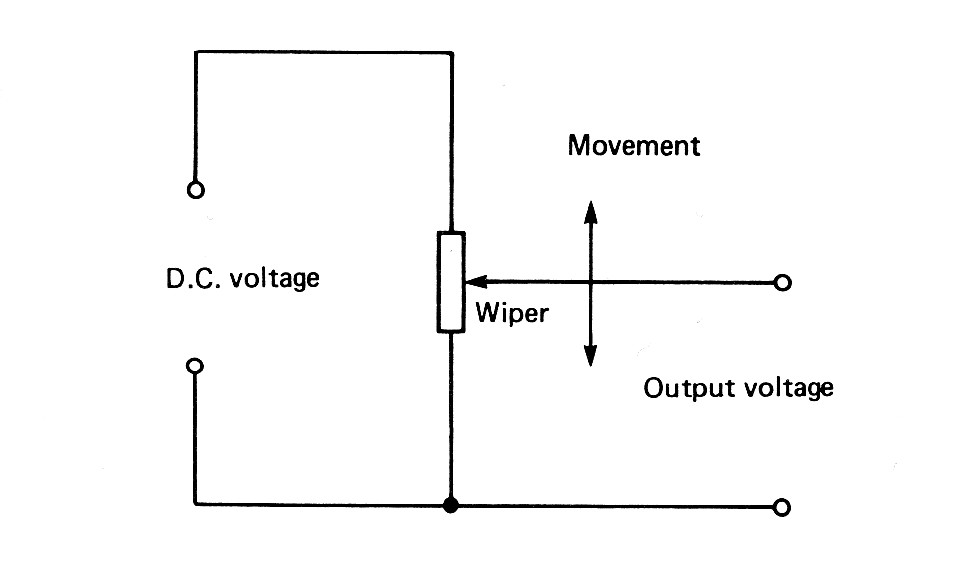 Movement
D.C. voltage
Wiper
Output voltage